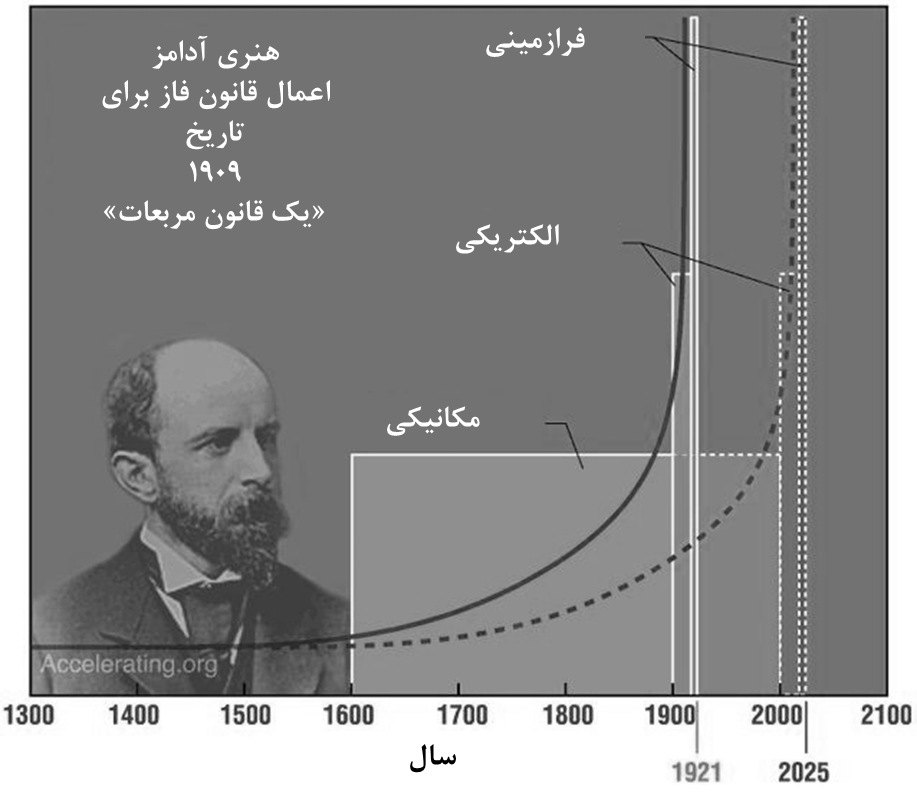 هنری آدامز
اعمال قانون فاز برای
تاریخ
۱۹۰۹
«یک قانون مربعات»
فرازمینی
الکتریکی
مکانیکی
Accelerating.org
1300 1400 1500 1600 1700 1800 1900 2000 2100
سال
1921 2025